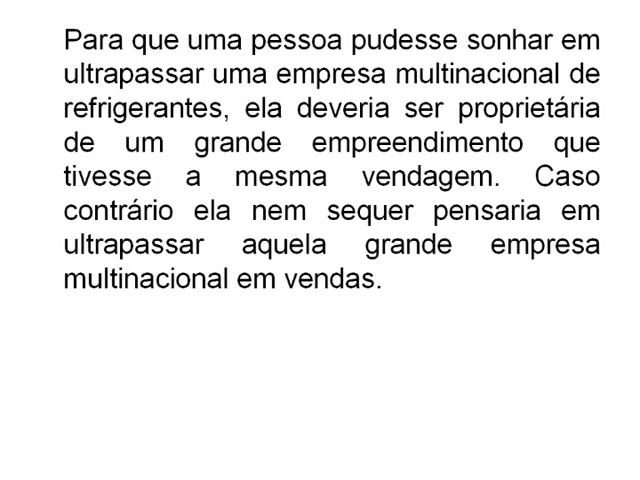 Para que uma pessoa pudesse sonhar em
ultrapassar uma empresa multinacional de
refrigerantes, ela deveria ser proprietária
de um grande empreendimento que
tivesse a mesma vendagem. Caso
contrário ela nem sequer pensaria em
ultrapassar aquela grande empresa
multinacional em vendas.